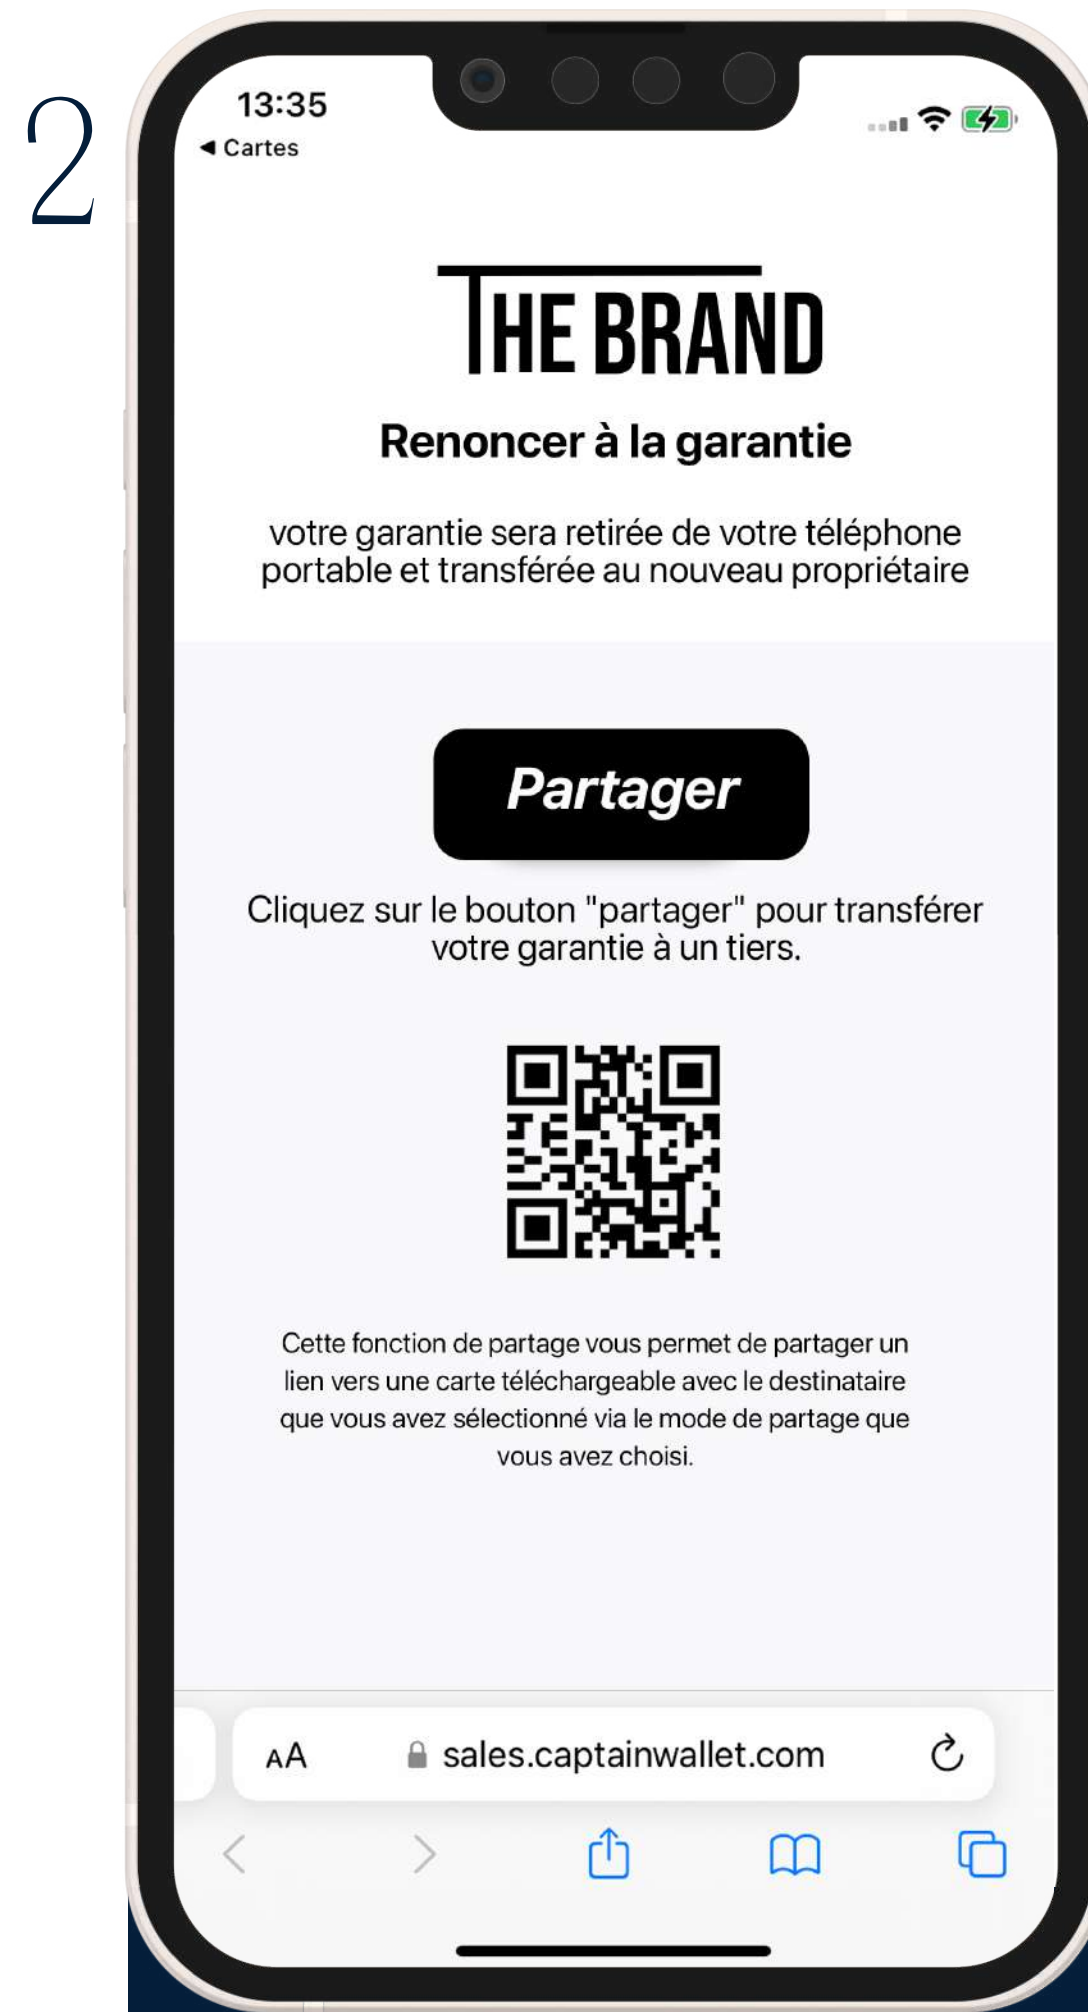 2
13:35
◀ Cartes
THE BRAND
Renoncer à la garantie
votre garantie sera retirée de votre téléphone
portable et transférée au nouveau propriétaire
Partager
Cliquez sur le bouton "partager" pour transférer
votre garantie à un tiers.
Cette fonction de partage vous permet de partager un
lien vers une carte téléchargeable avec le destinataire
que vous avez sélectionné via le mode de partage que
vous avez choisi.
AA sales.captainwallet.com